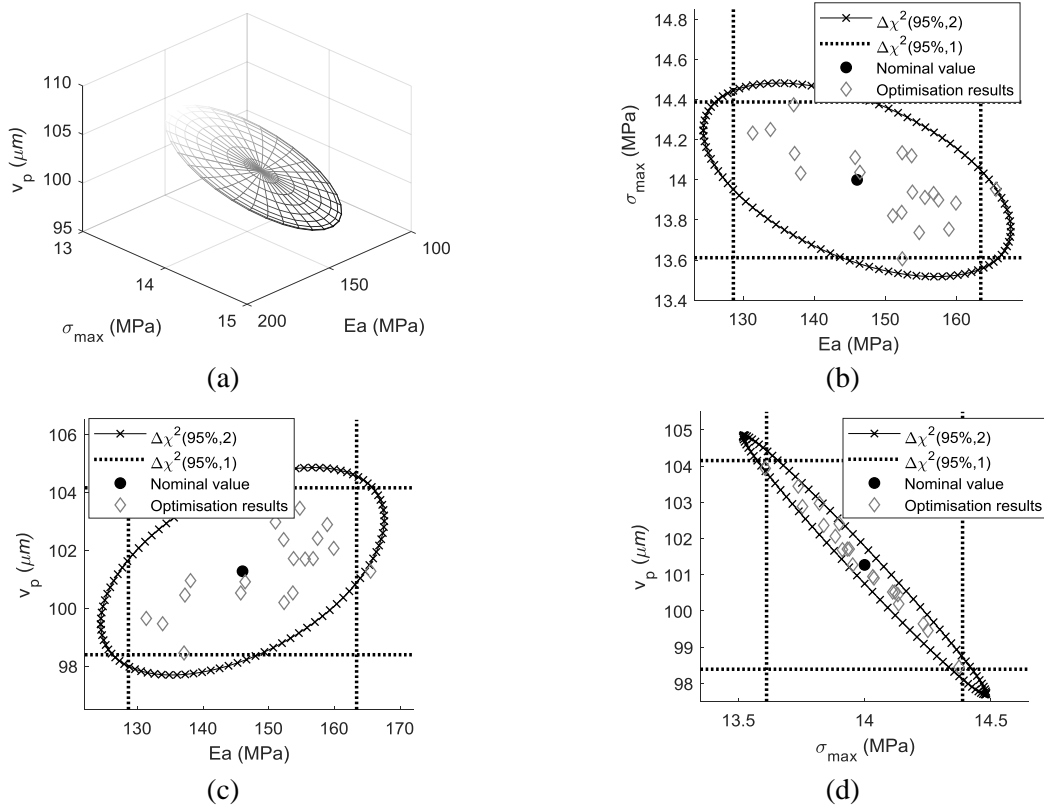 110
105
100
95
v_p (μm)
13
14
15
σ_max (MPa)
200
150
100
Ea (MPa)
(a)
14.8
14.4
14.2
14
13.8
13.6
13.4
σ_max (MPa)
130
140
150
160
Ea (MPa)
Δχ²(95%,2)
Δχ²(95%,1)
Nominal value
Optimisation results
(b)
106
104
102
100
98
v_p (μm)
130
140
150
160
170
Ea (MPa)
Δχ²(95%,2)
Δχ²(95%,1)
Nominal value
Optimisation results
(c)
105
104
103
102
101
100
99
98
v_p (μm)
13.5
14
14.5
σ_max (MPa)
Δχ²(95%,2)
Δχ²(95%,1)
Nominal value
Optimisation results
(d)